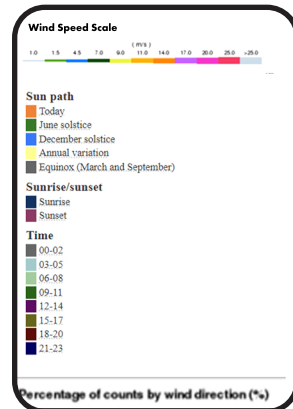 Wind Speed Scale
( m/s )
1.0 1.5 4.5 7.0 9.0 11.0 14.0 17.0 20.0 25.0 >25.0
Sun path
Today
June solstice
December solstice
Annual variation
Equinox (March and September)
Sunrise/sunset
Sunrise
Sunset
Time
00-02
03-05
06-08
09-11
12-14
15-17
18-20
21-23
Percentage of counts by wind direction (%)